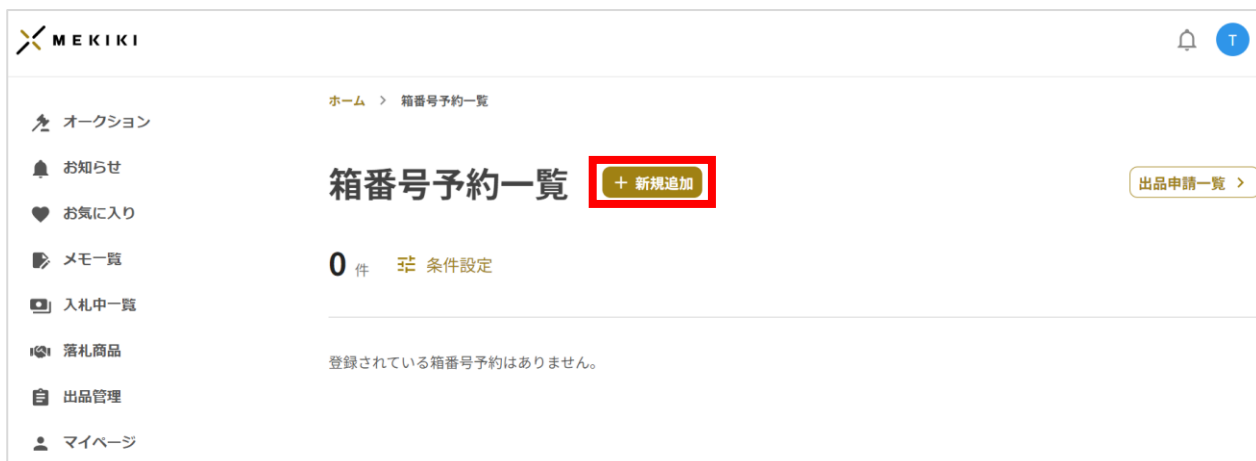 MEKIKI
T
ホーム > 箱番号予約一覧
オークション
お知らせ
お気に入り
メモ一覧
入札中一覧
落札商品
出品管理
マイページ
箱番号予約一覧
+ 新規追加
出品申請一覧 >
0 件
条件設定
登録されている箱番号予約はありません。